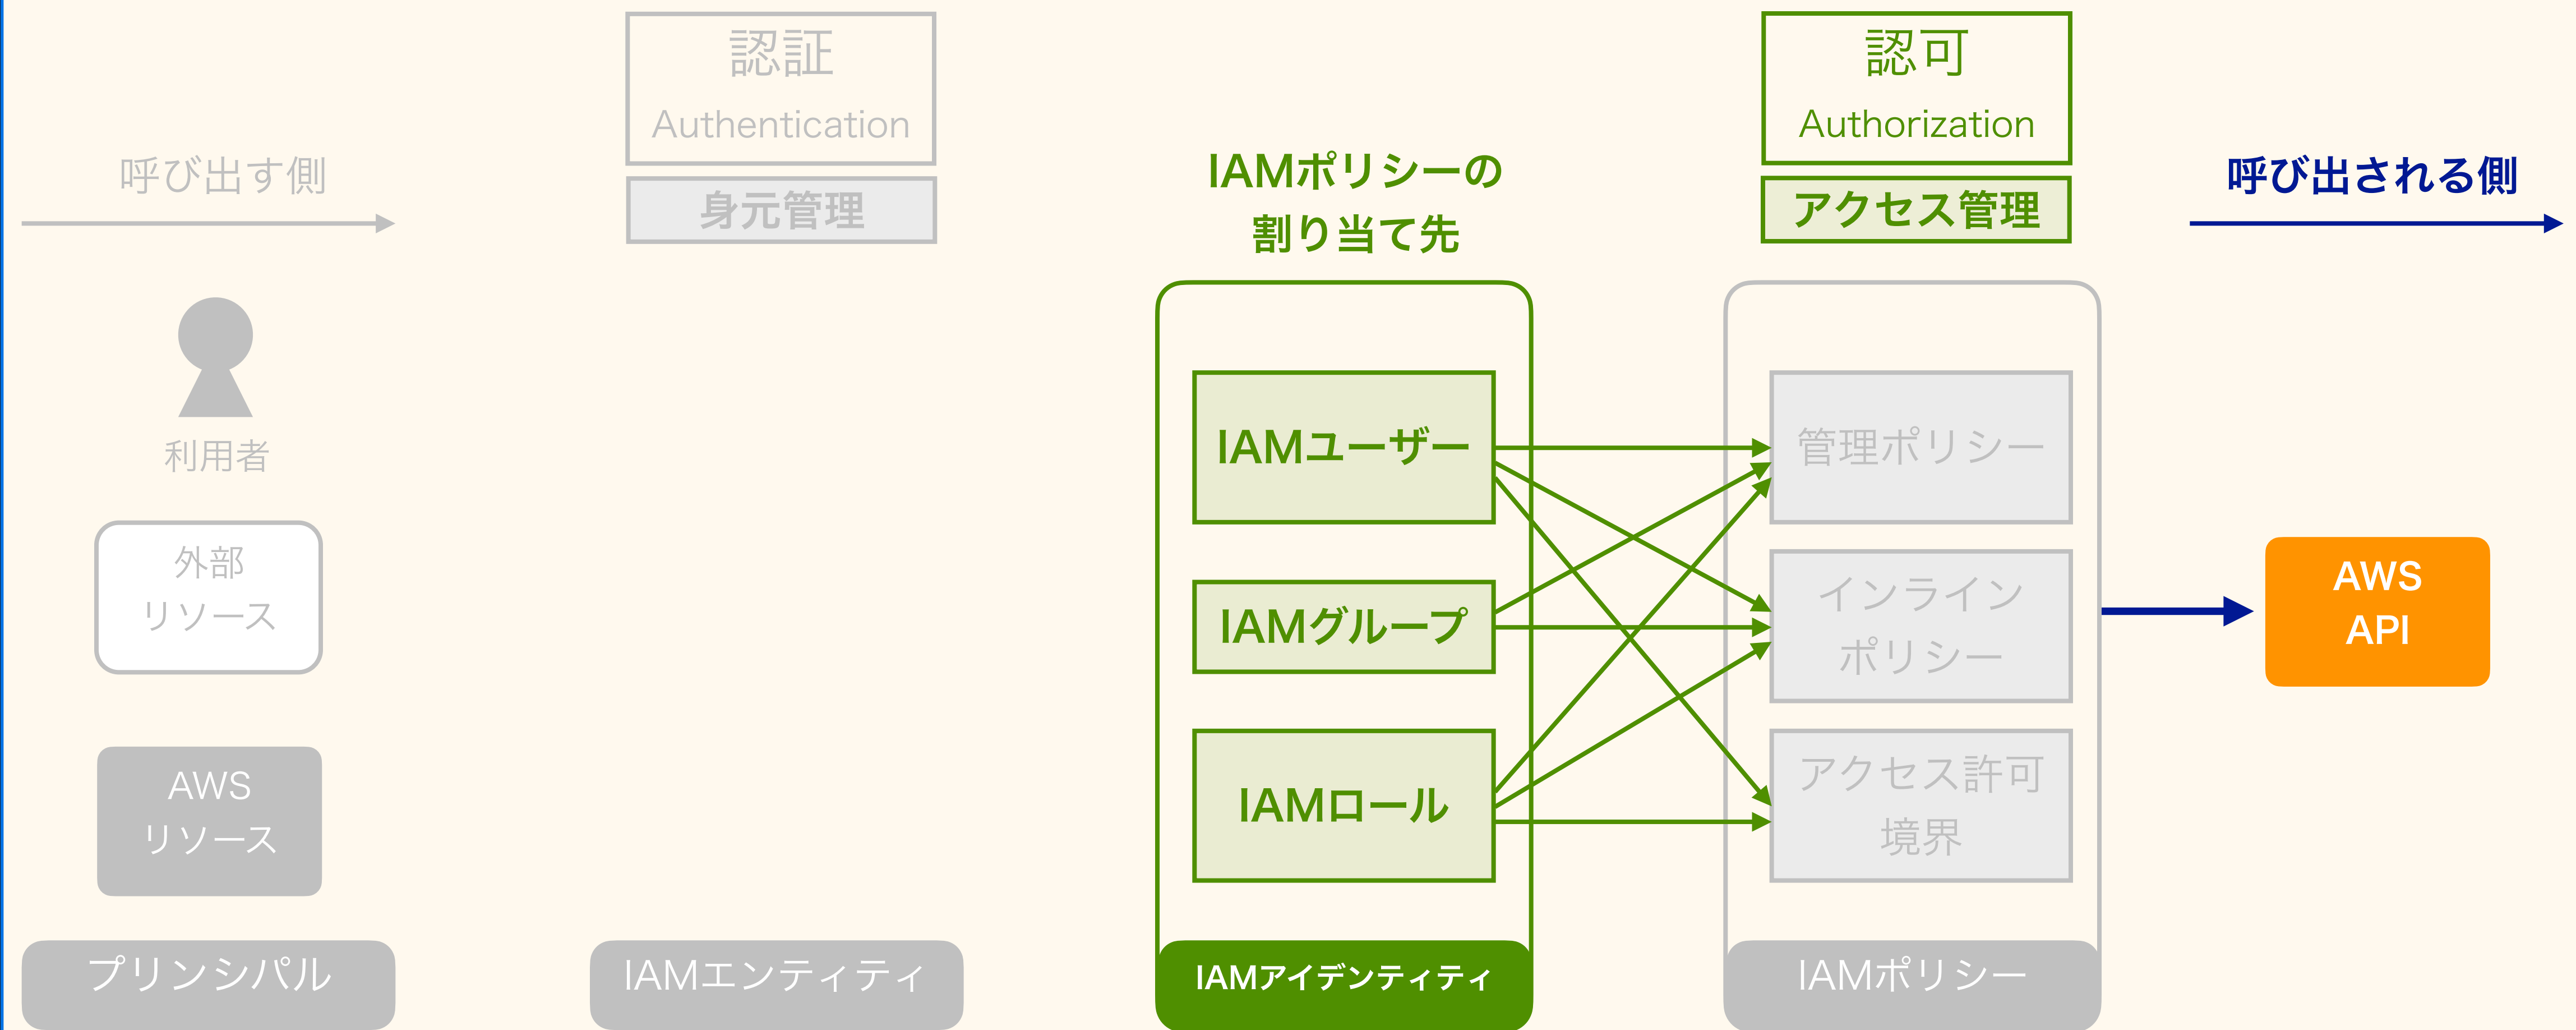 呼び出す側
認証
Authentication
身元管理
IAMポリシーの
割り当て先
認可
Authorization
アクセス管理
呼び出される側
利用者
外部
リソース
AWS
リソース
プリンシパル
IAMエンティティ
IAMユーザー
IAMグループ
IAMロール
IAMアイデンティティ
管理ポリシー
インライン
ポリシー
アクセス許可
境界
IAMポリシー
AWS
API